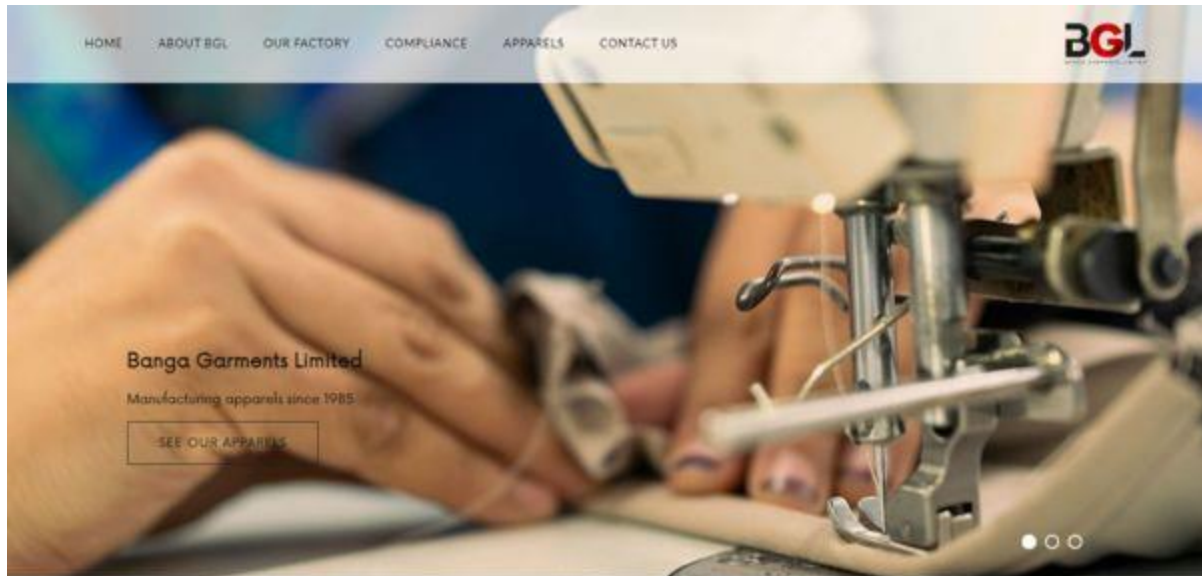 HOME ABOUT BGL OUR FACTORY COMPLIANCE APPARELS CONTACT US
BGL
Banga Garments Limited
Manufacturing apparels since 1985
SEE OUR APPARELS